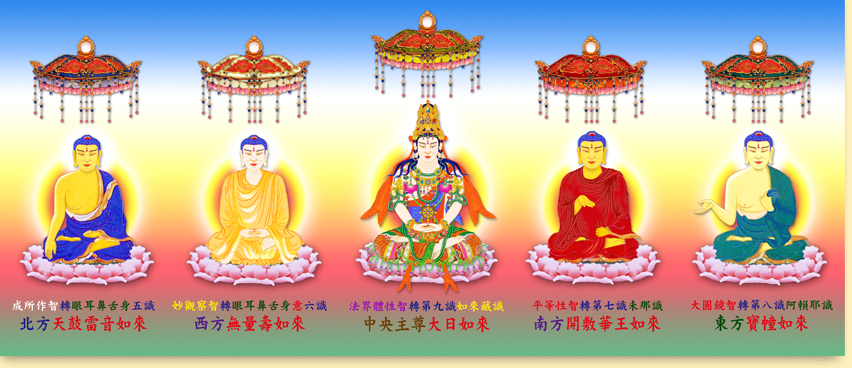 成所作智轉眼耳鼻舌身五識
北方天鼓雷音如來
妙觀察智轉眼耳鼻舌身意六識
西方無量壽如來
法界體性智轉第九識如來藏識
中央主尊大日如來
平等性智轉第七識末那識
南方開敷華王如來
大圓鏡智轉第八識阿賴耶識
東方寶幢如來